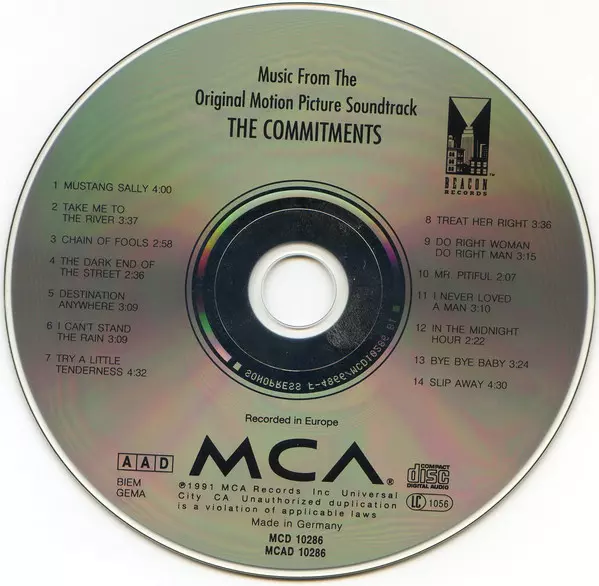 Music From The
Original Motion Picture Soundtrack
THE COMMITMENTS
BEACON
RECORDS
TM
1 MUSTANG SALLY 4:00
2 TAKE ME TO
THE RIVER 3:37
3 CHAIN OF FOOLS 2:58
4 THE DARK END OF
THE STREET 2:36
5 DESTINATION
ANYWHERE 3:09
6 I CAN'T STAND
THE RAIN 3:09
7 TRY A LITTLE
TENDERNESS 4:32
8 TREAT HER RIGHT 3:36
9 DO RIGHT WOMAN
DO RIGHT MAN 3:15
10 MR. PITIFUL 2:07
11 I NEVER LOVED
A MAN 3:10
12 IN THE MIDNIGHT
HOUR 2:22
13 BYE BYE BABY 3:24
14 SLIP AWAY 4:30
SONOPRESS F-4866/MCD10286 B1
Recorded in Europe
AAD
BIEM
GEMA
MCA®
COMPACT
disc
DIGITAL AUDIO
LC 1056
℗1991 MCA Records Inc Universal
City CA Unauthorized duplication
is a violation of applicable laws
Made in Germany
MCD 10286
MCAD 10286